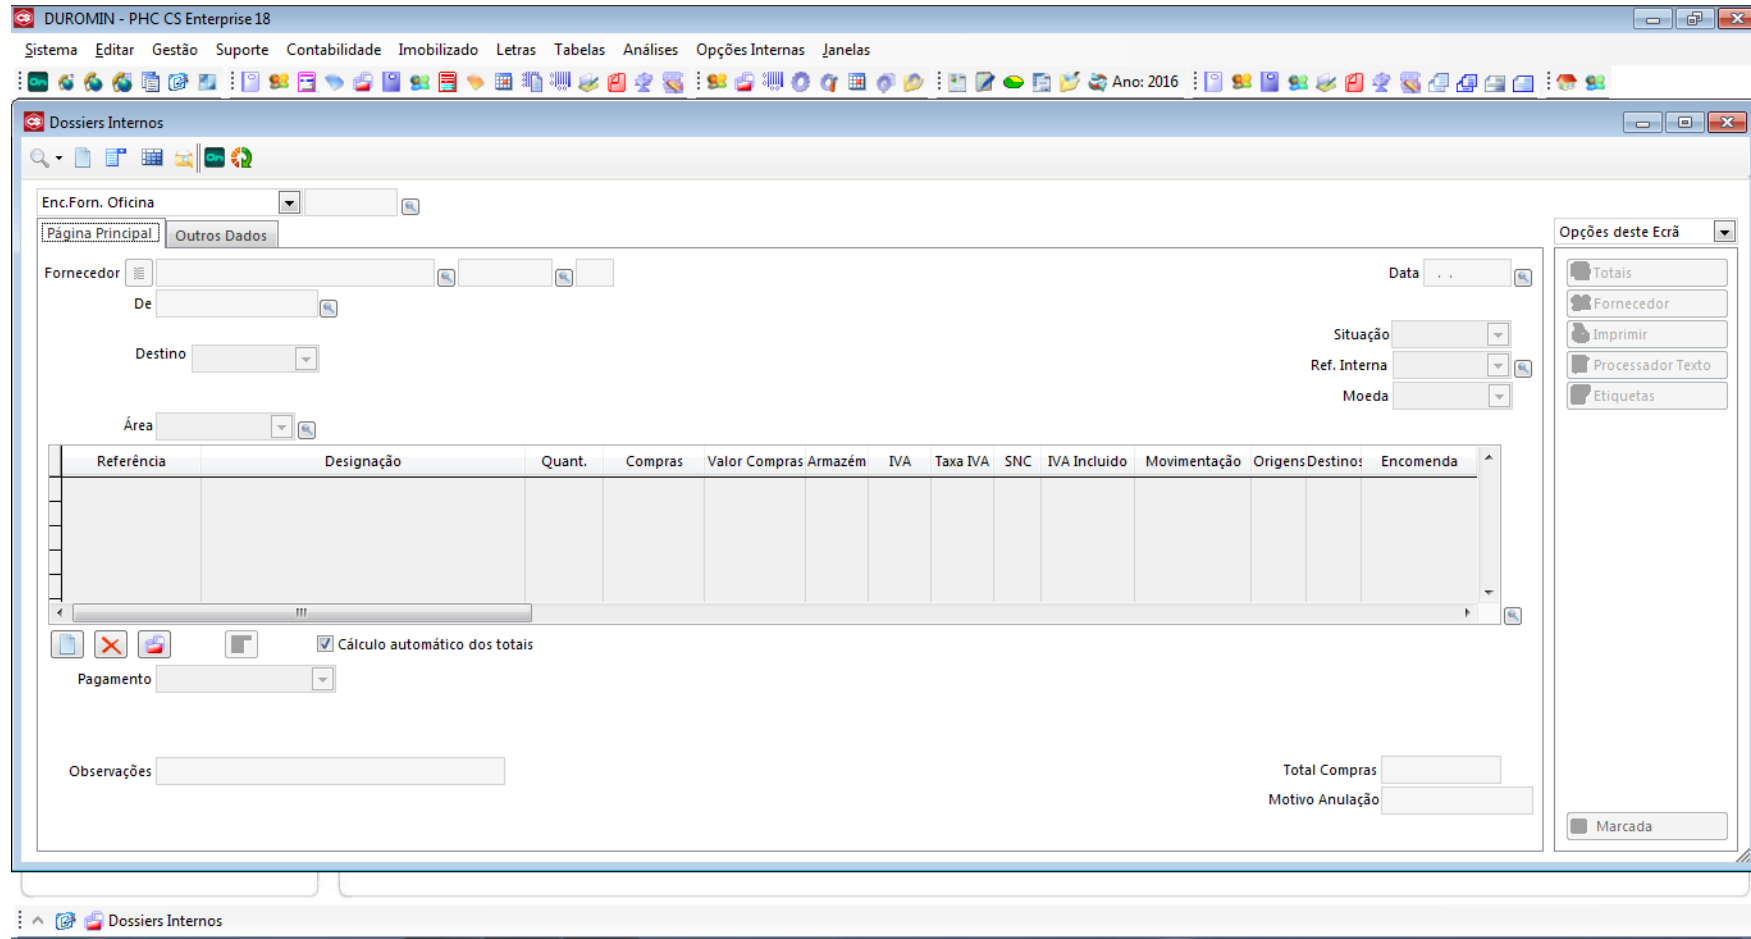 DUROMIN - PHC CS Enterprise 18
Sistema Editar Gestão Suporte Contabilidade Imobilizado Letras Tabelas Análises Opções Internas Janelas
Ano: 2016
Dossiers Internos
Enc.Forn. Oficina
Página Principal Outros Dados
Opções deste Ecrã
Fornecedor
Data . .
Totais
De
Fornecedor
Situação
Imprimir
Destino
Ref. Interna
Processador Texto
Moeda
Etiquetas
Área
Referência Designação Quant. Compras Valor Compras Armazém IVA Taxa IVA SNC IVA Incluido Movimentação Origens Destinos Encomenda
Cálculo automático dos totais
Pagamento
Observações
Total Compras
Motivo Anulação
Marcada
Dossiers Internos